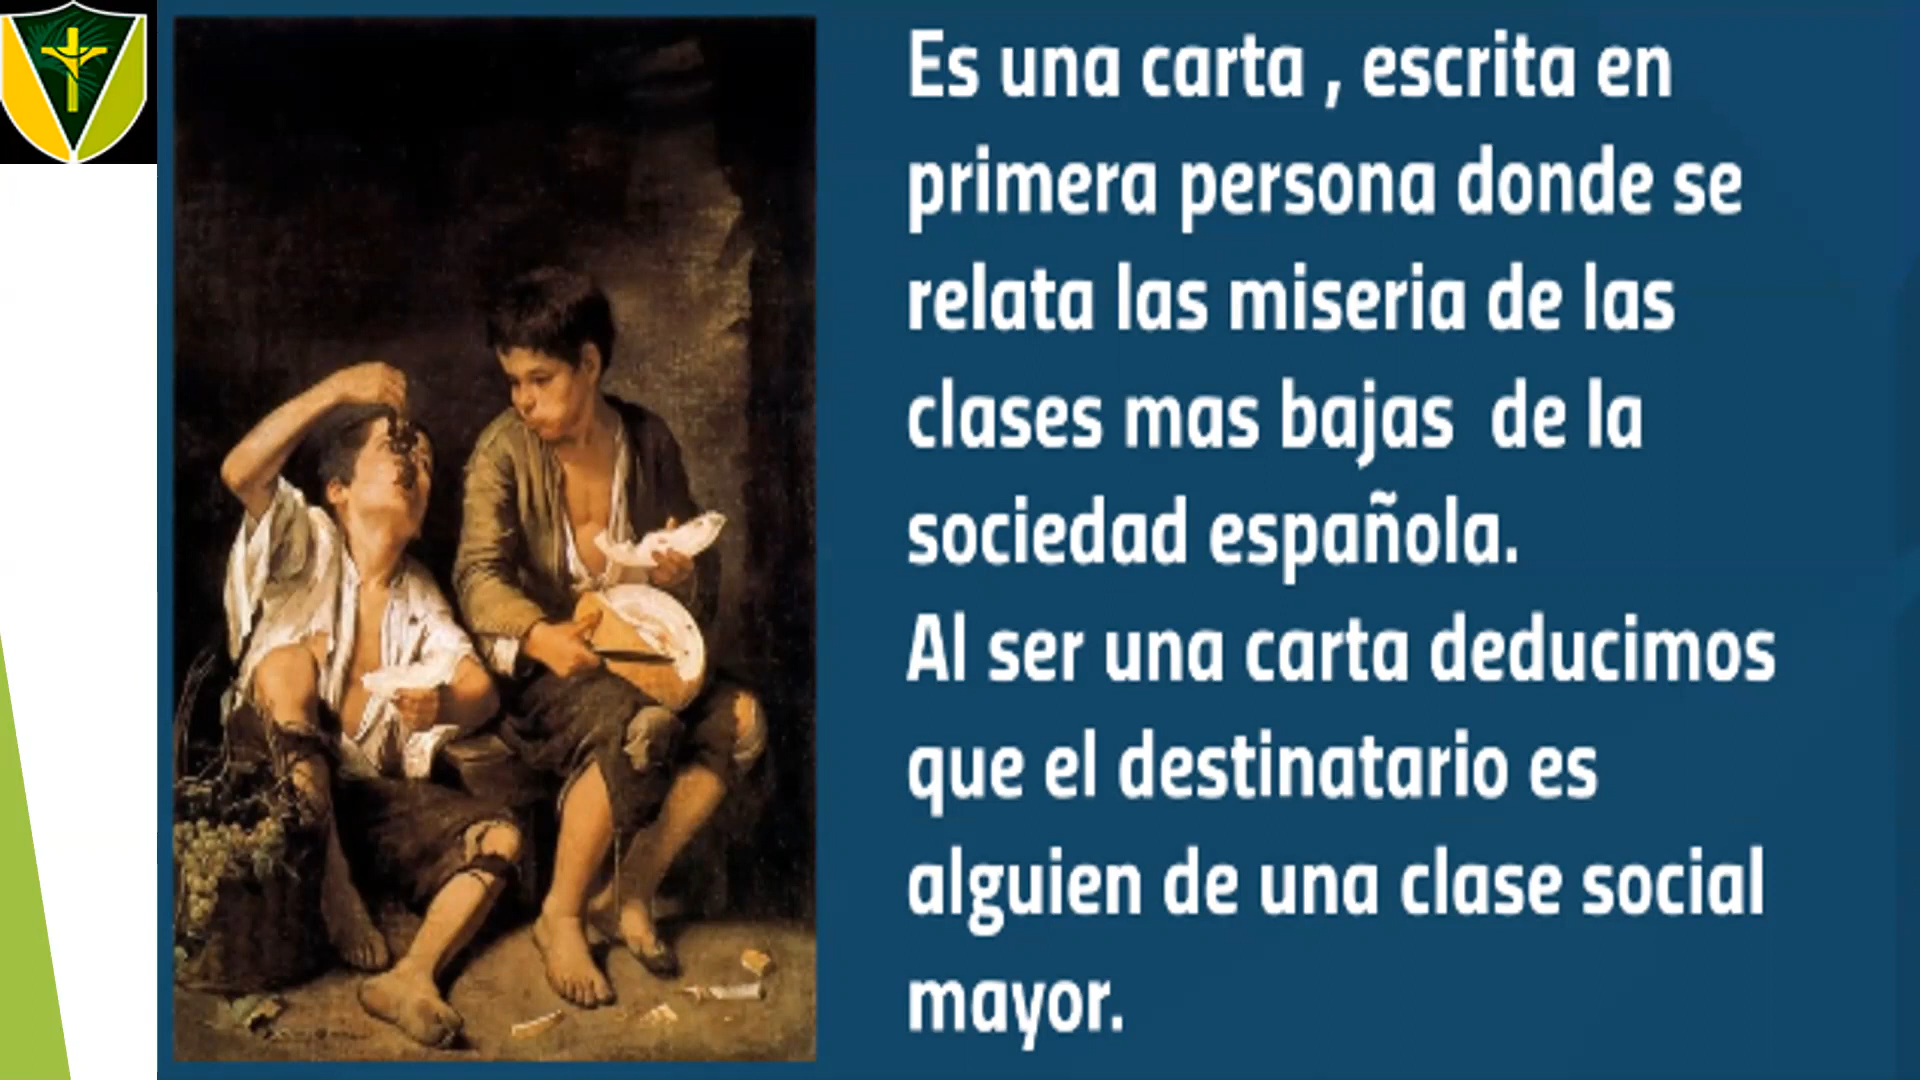 Es una carta , escrita en
primera persona donde se
relata las miseria de las
clases mas bajas  de la
sociedad española.
Al ser una carta deducimos
que el destinatario es
alguien de una clase social
mayor.